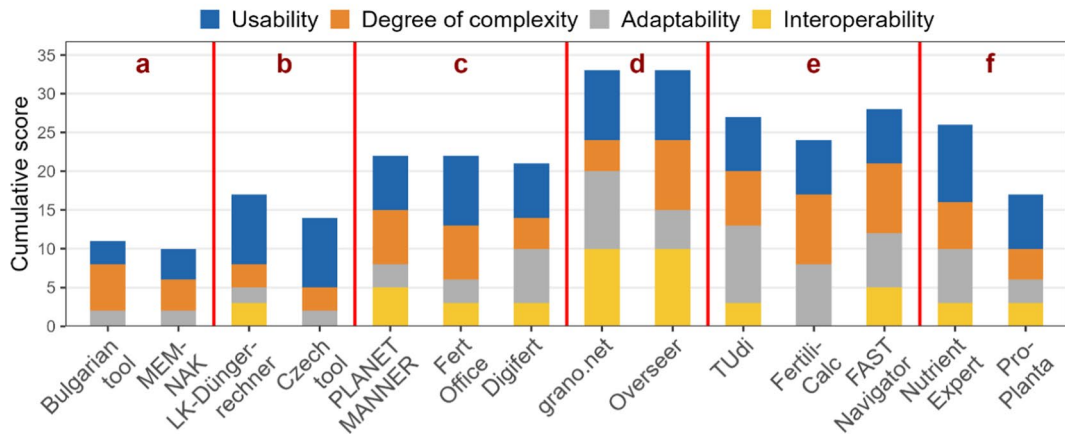 Usability Degree of complexity Adaptability Interoperability
35
30
25
20
15
10
5
0
Cumulative score
a b c d e f
Bulgarian
tool
MEM-
NAK
LK-Dünger-
rechner
Czech
tool
PLANET
MANNER
Fert
Office
Digifert
grano.net
Overseer
TUdi
Fertili-
Calc
FAST
Navigator
Nutrient
Expert
Pro-
Planta